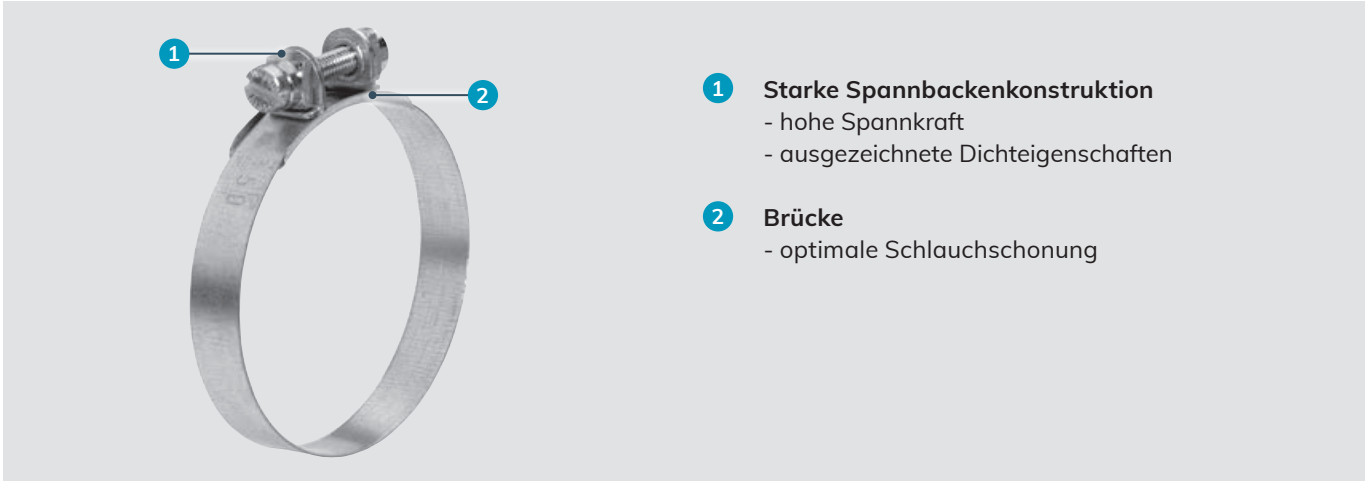 1
2
1 Starke Spannbackenkonstruktion
- hohe Spannkraft
- ausgezeichnete Dichteigenschaften
2 Brücke
- optimale Schlauchschonung